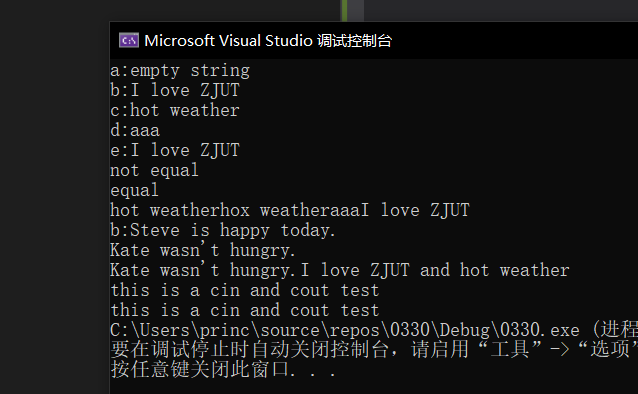 Microsoft Visual Studio 调试控制台
a:empty string
b:I love ZJUT
c:hot weather
d:aaa
e:I love ZJUT
not equal
equal
hot weatherhox weatheraaaI love ZJUT
b:Steve is happy today.
Kate wasn't hungry.
Kate wasn't hungry.I love ZJUT and hot weather
this is a cin and cout test
this is a cin and cout test
C:\Users\princ\source\repos\0330\Debug\0330.exe (进程
要在调试停止时自动关闭控制台，请启用“工具”->“选项”
按任意键关闭此窗口. . .